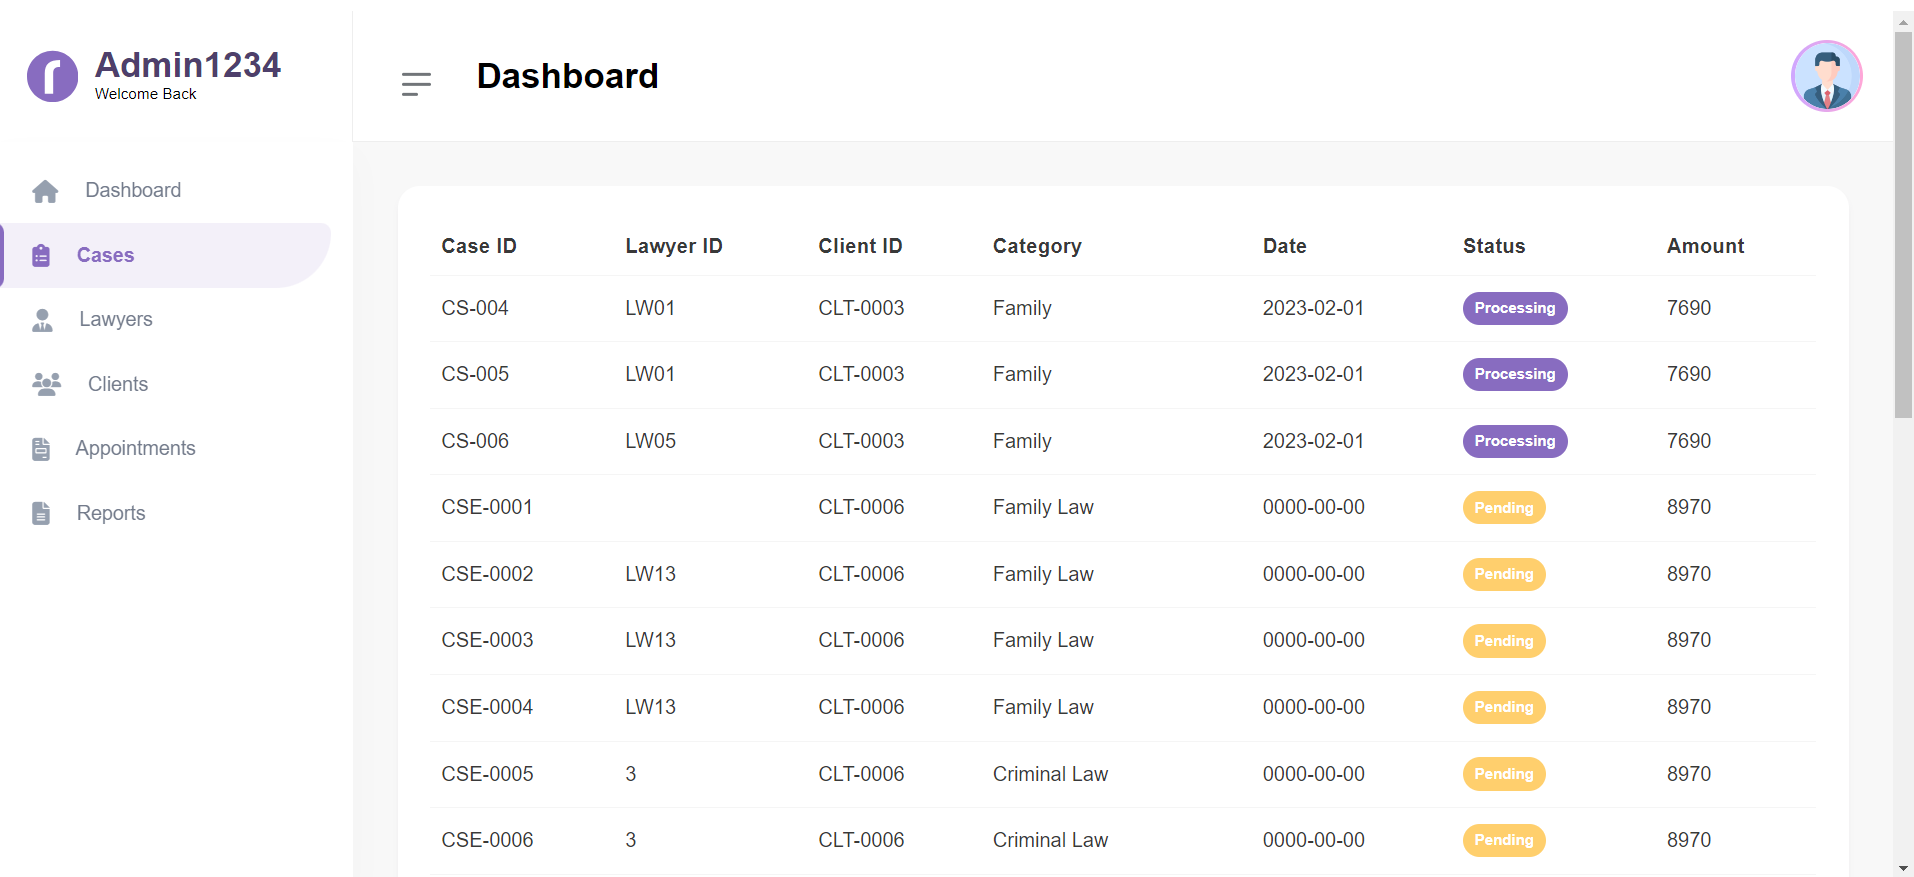 Admin1234
Welcome Back
Dashboard
Cases
Lawyers
Clients
Appointments
Reports
Dashboard
Case ID Lawyer ID Client ID Category Date Status Amount
CS-004 LW01 CLT-0003 Family 2023-02-01 Processing 7690
CS-005 LW01 CLT-0003 Family 2023-02-01 Processing 7690
CS-006 LW05 CLT-0003 Family 2023-02-01 Processing 7690
CSE-0001 CLT-0006 Family Law 0000-00-00 Pending 8970
CSE-0002 LW13 CLT-0006 Family Law 0000-00-00 Pending 8970
CSE-0003 LW13 CLT-0006 Family Law 0000-00-00 Pending 8970
CSE-0004 LW13 CLT-0006 Family Law 0000-00-00 Pending 8970
CSE-0005 3 CLT-0006 Criminal Law 0000-00-00 Pending 8970
CSE-0006 3 CLT-0006 Criminal Law 0000-00-00 Pending 8970